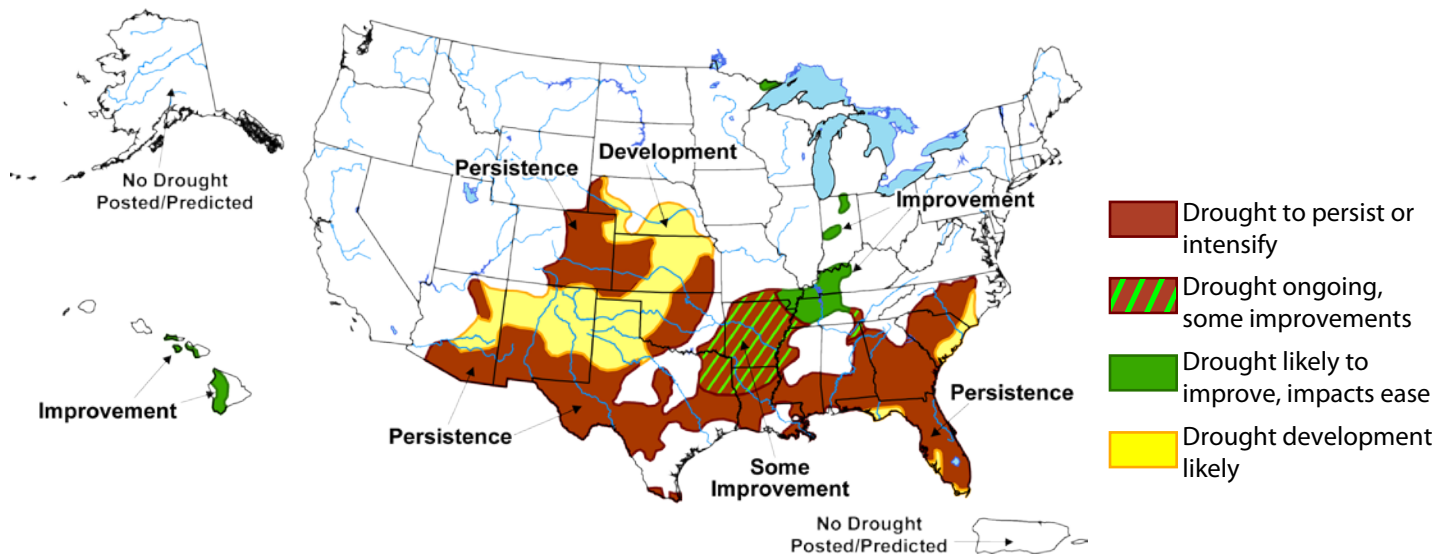 No Drought
Posted/Predicted
Persistence
Development
Improvement
Improvement
Persistence
Persistence
Some
Improvement
No Drought
Posted/Predicted
Drought to persist or
intensify
Drought ongoing,
some improvements
Drought likely to
improve, impacts ease
Drought development
likely